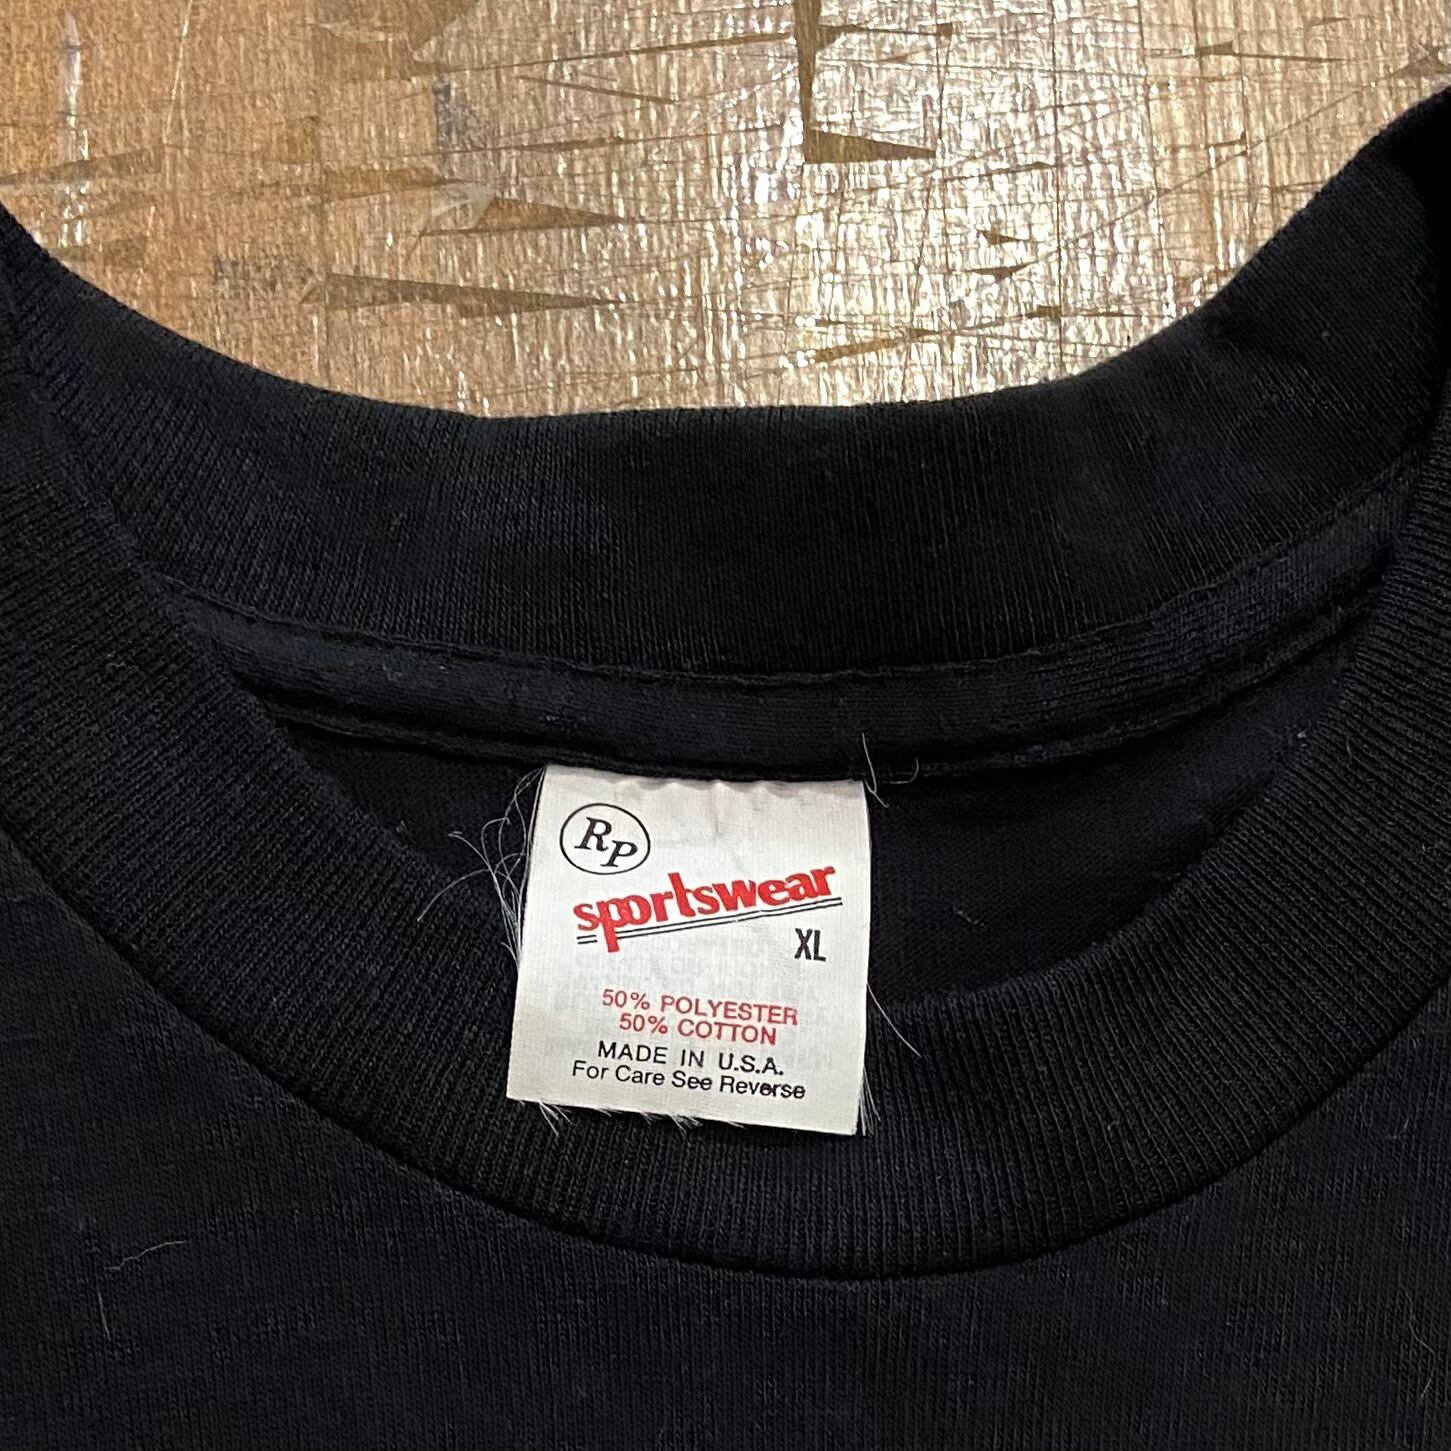 RP
sportswear
XL
50% POLYESTER
50% COTTON
MADE IN U.S.A.
For Care See Reverse